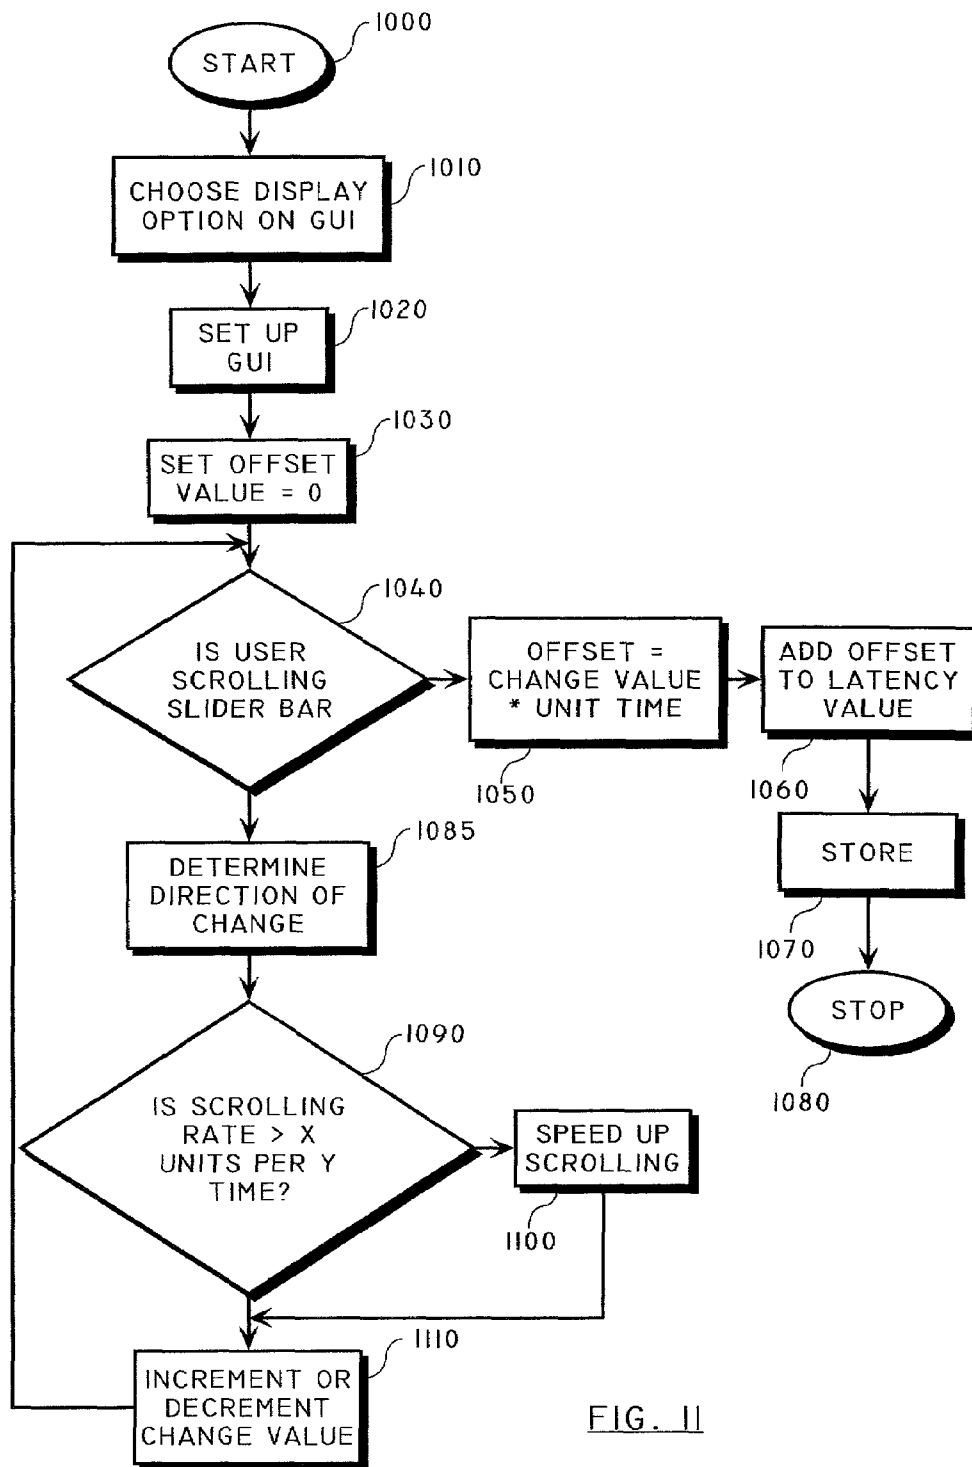 1000
START
1010
CHOOSE DISPLAY
OPTION ON GUI
1020
SET UP
GUI
1030
SET OFFSET
VALUE = 0
1040
IS USER
SCROLLING
SLIDER BAR
OFFSET =
CHANGE VALUE
* UNIT TIME
1050
ADD OFFSET
TO LATENCY
VALUE
1060
STORE
1070
STOP
1080
1085
DETERMINE
DIRECTION OF
CHANGE
1090
IS SCROLLING
RATE > X
UNITS PER Y
TIME?
SPEED UP
SCROLLING
1100
1110
INCREMENT OR
DECREMENT
CHANGE VALUE
FIG. 11